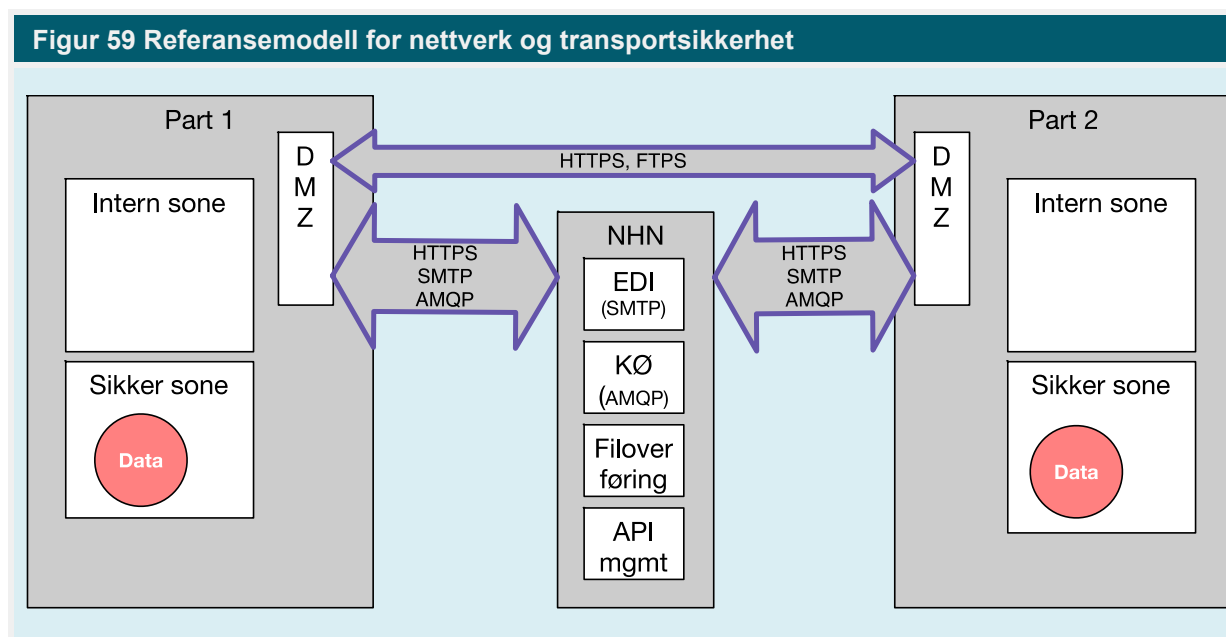 Figur 59 Referansemodell for nettverk og transportsikkerhet
Part 1
D
M
Z
Intern sone
Sikker sone
Data
HTTPS, FTPS
HTTPS
SMTP
AMQP
NHN
EDI
(SMTP)
KØ
(AMQP)
Filover
føring
API
mgmt
HTTPS
SMTP
AMQP
Part 2
D
M
Z
Intern sone
Sikker sone
Data